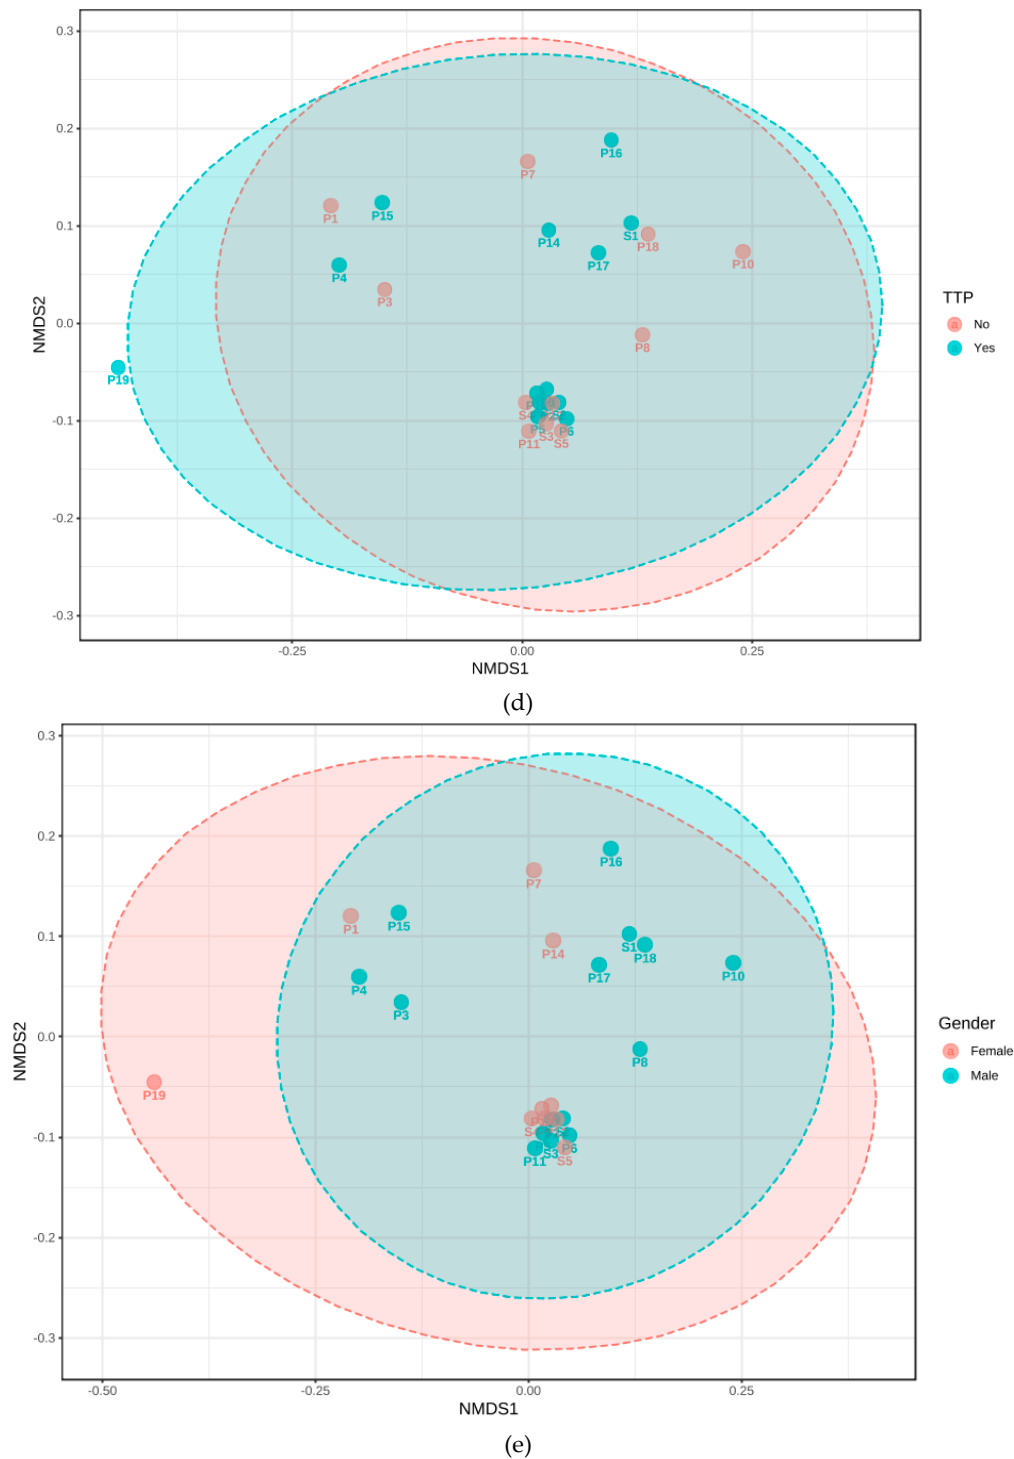 0.3
0.2
P16
P7
P1
P15
0.1
P14
S1
P18
P17
P10
P4
P3
TTP
NMDS2
0.0
a No
P8
a Yes
P19
S4
P5
P6
-0.1
S3
P11
S5
-0.2
-0.3
-0.25
0.00
0.25
NMDS1
(d)
0.3
0.2
P16
P7
P1
P15
0.1
S1
P14
P18
P17
P10
P4
P3
Gender
NMDS2
0.0
a Female
P8
a Male
P19
P6
-0.1
S3
P11
S5
-0.2
-0.3
-0.50
-0.25
0.00
0.25
NMDS1
(e)